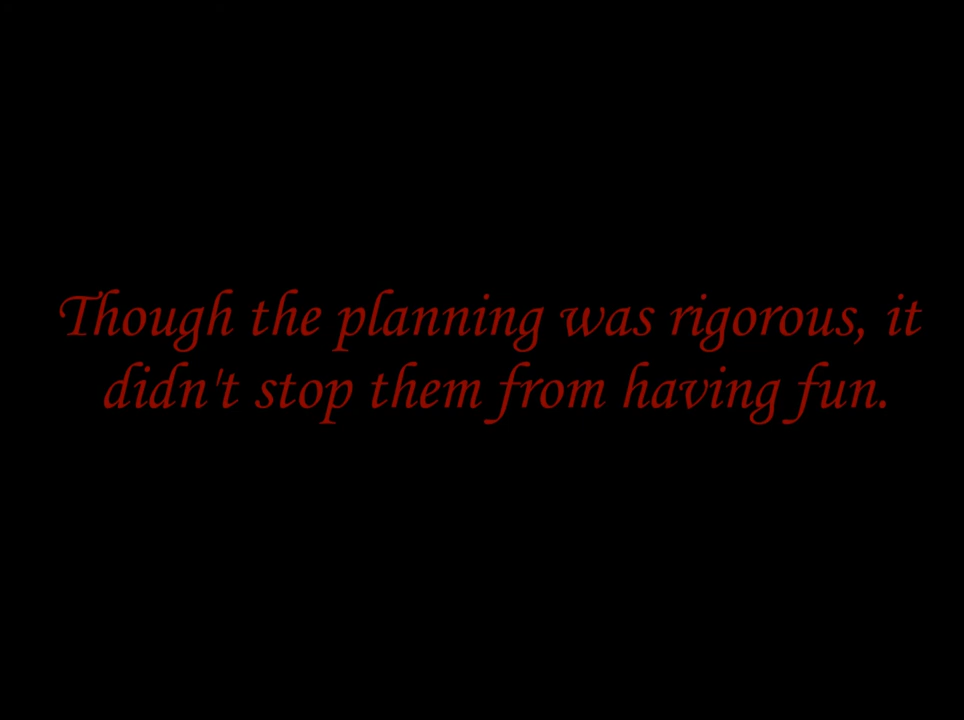 Though the planning was rigorous, it
didn't stop them from having fun.